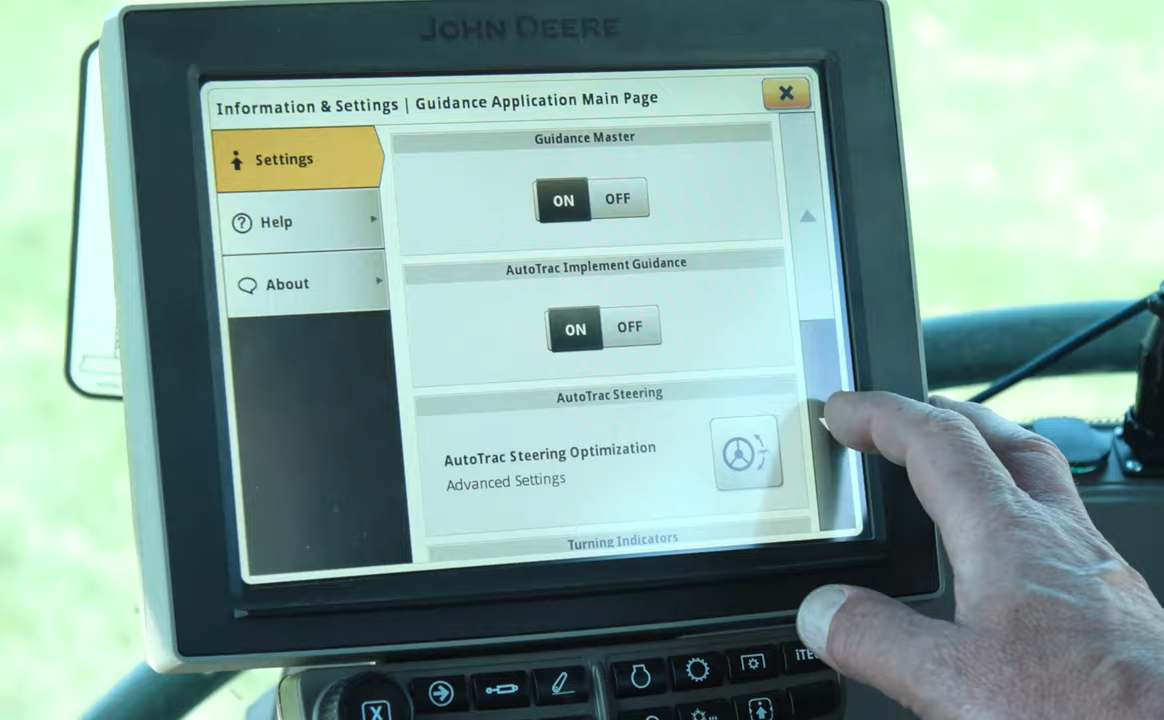 JOHN DEERE
Information & Settings | Guidance Application Main Page
Settings
Help
About
Guidance Master
ON OFF
AutoTrac Implement Guidance
ON OFF
AutoTrac Steering
AutoTrac Steering Optimization
Advanced Settings
Turning Indicators